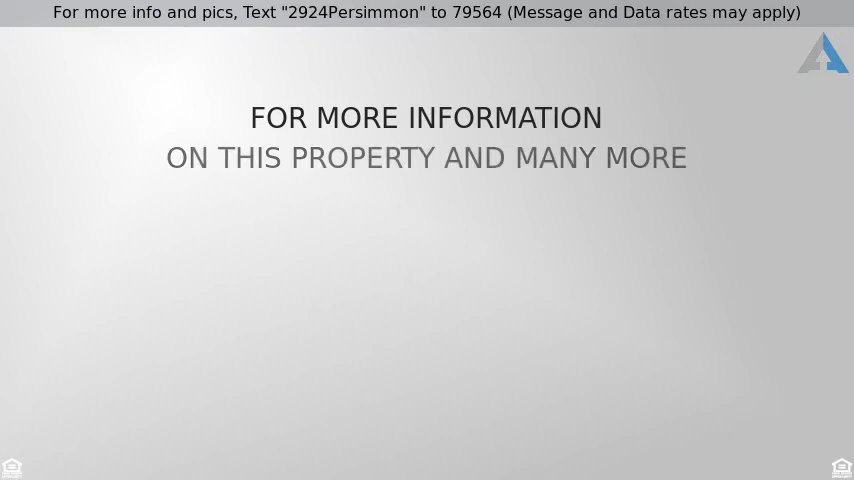 For more info and pics, Text "2924Persimmon" to 79564 (Message and Data rates may apply)
FOR MORE INFORMATION
ON THIS PROPERTY AND MANY MORE